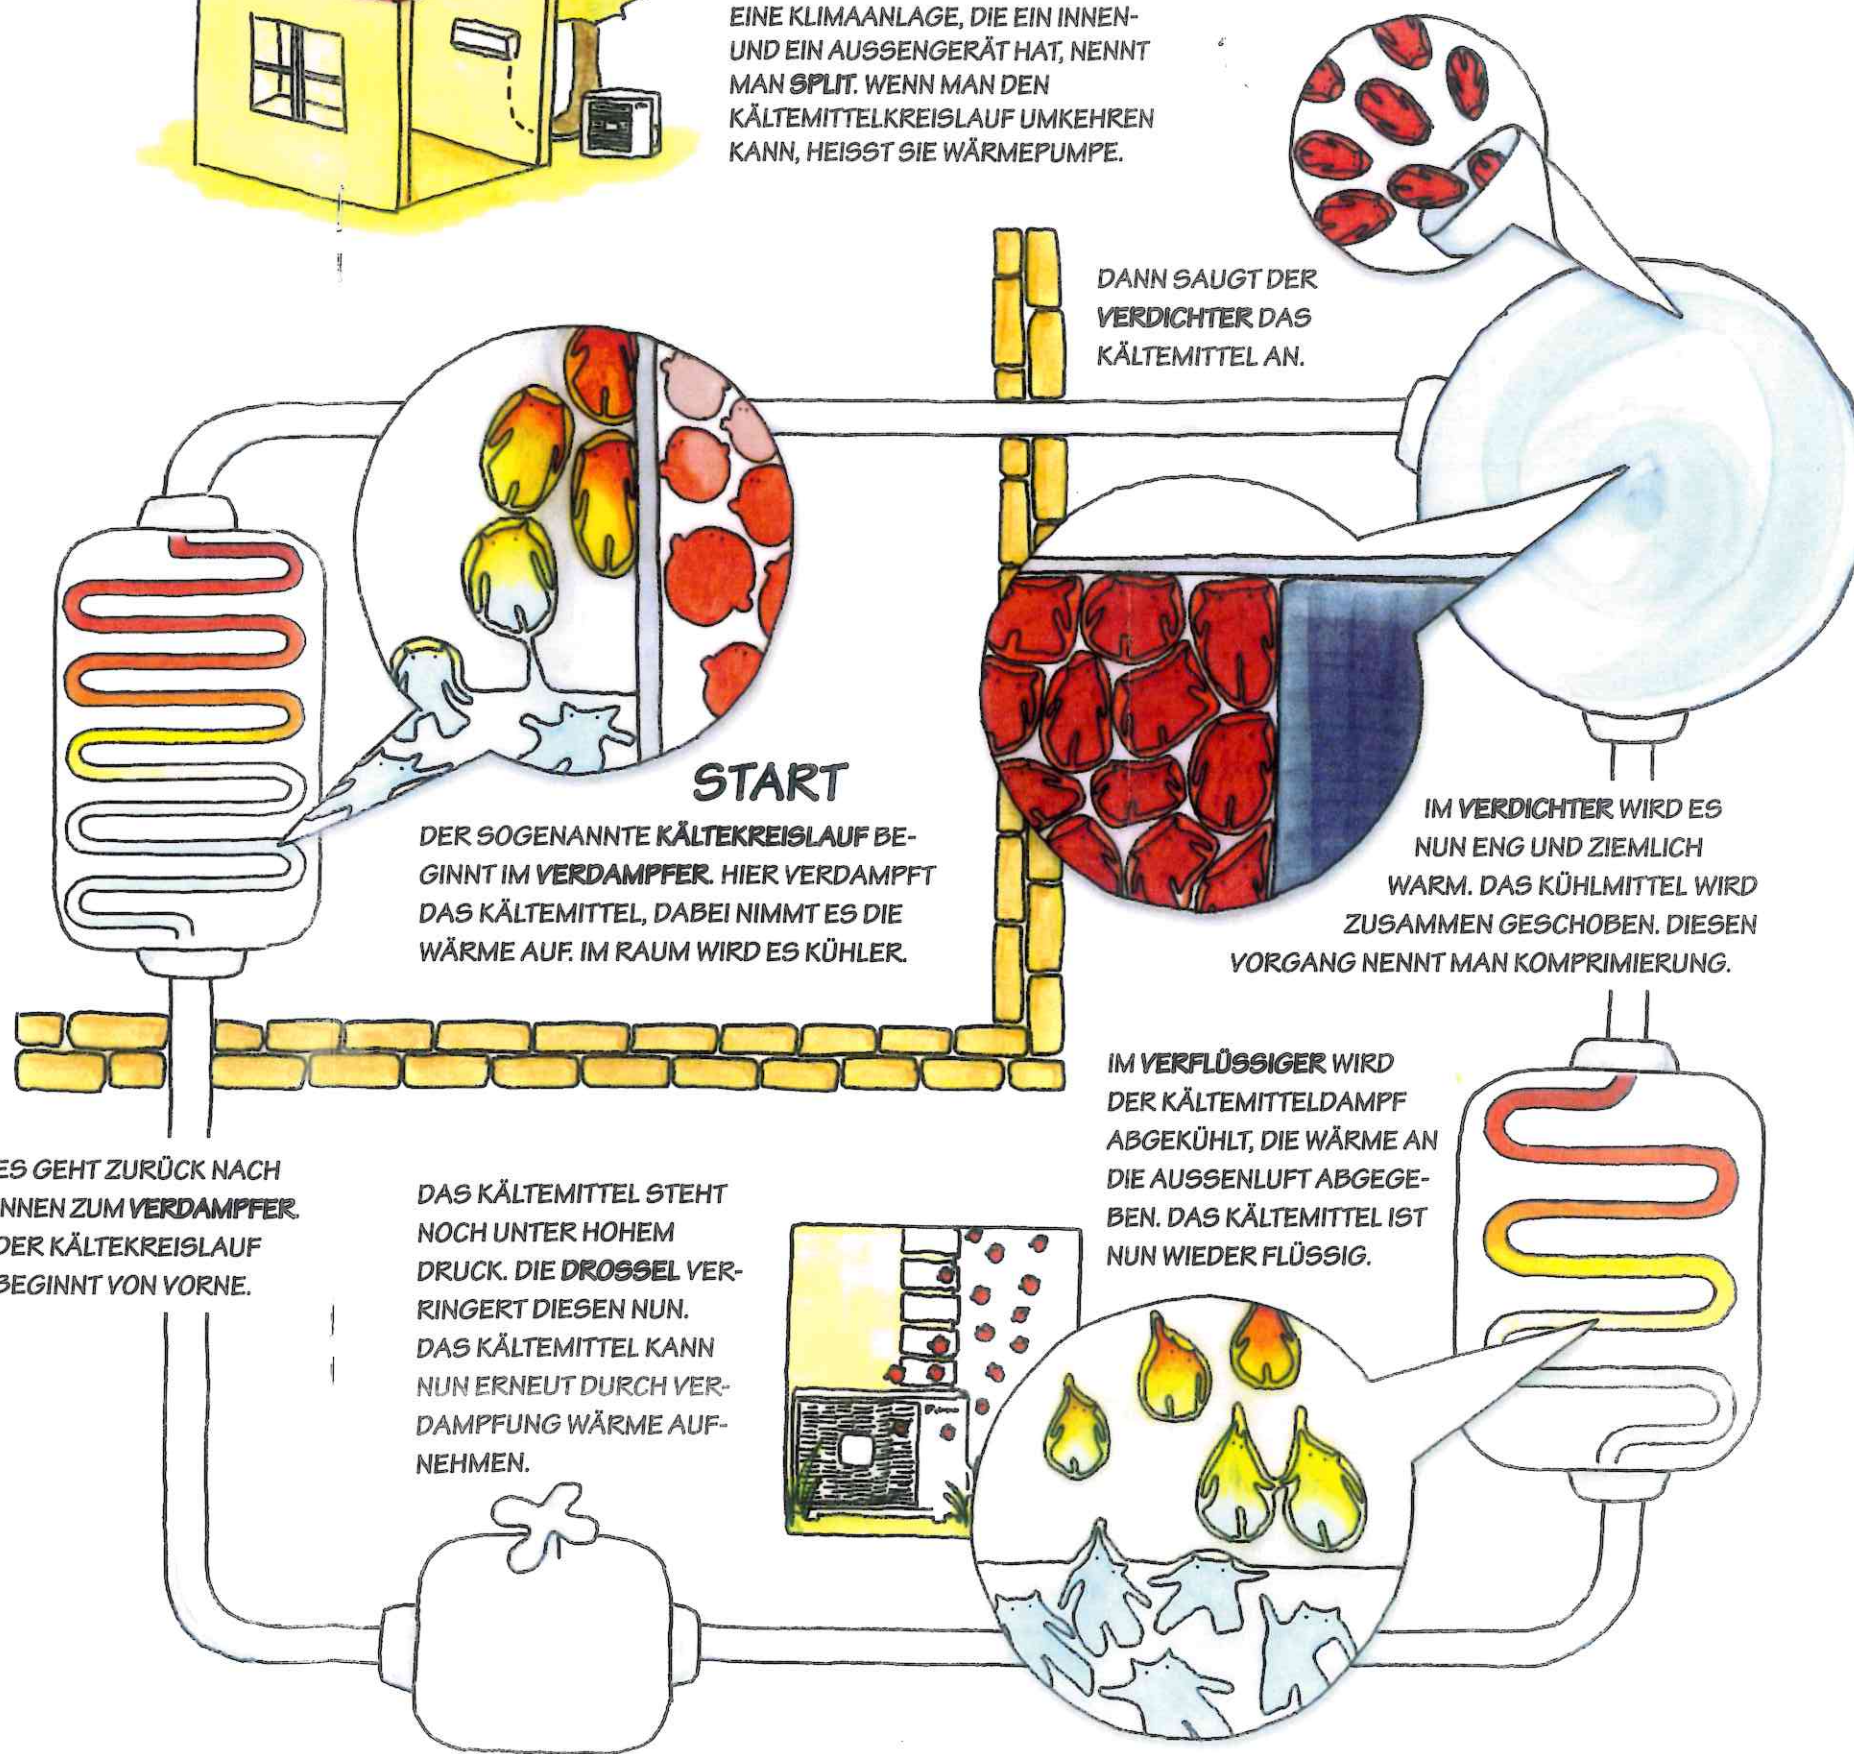 EINE KLIMAANLAGE, DIE EIN INNEN-
UND EIN AUSSENGERÄT HAT, NENNT
MAN SPLIT. WENN MAN DEN
KÄLTEMITTELKREISLAUF UMKEHREN
KANN, HEISST SIE WÄRMEPUMPE.
DANN SAUGT DER
VERDICHTER DAS
KÄLTEMITTEL AN.
START
DER SOGENANNTE KÄLTEKREISLAUF BE-
GINNT IM VERDAMPFER. HIER VERDAMPFT
DAS KÄLTEMITTEL, DABEI NIMMT ES DIE
WÄRME AUF. IM RAUM WIRD ES KÜHLER.
IM VERDICHTER WIRD ES
NUN ENG UND ZIEMLICH
WARM. DAS KÜHLMITTEL WIRD
ZUSAMMEN GESCHOBEN. DIESEN
VORGANG NENNT MAN KOMPRIMIERUNG.
IM VERFLÜSSIGER WIRD
DER KÄLTEMITTELDAMPF
ABGEKÜHLT, DIE WÄRME AN
DIE AUSSENLUFT ABGEGE-
BEN. DAS KÄLTEMITTEL IST
NUN WIEDER FLÜSSIG.
DAS KÄLTEMITTEL STEHT
NOCH UNTER HOHEM
DRUCK. DIE DROSSEL VER-
RINGERT DIESEN NUN.
DAS KÄLTEMITTEL KANN
NUN ERNEUT DURCH VER-
DAMPFUNG WÄRME AUF-
NEHMEN.
ES GEHT ZURÜCK NACH
NNEN ZUM VERDAMPFER.
DER KÄLTEKREISLAUF
BEGINNT VON VORNE.